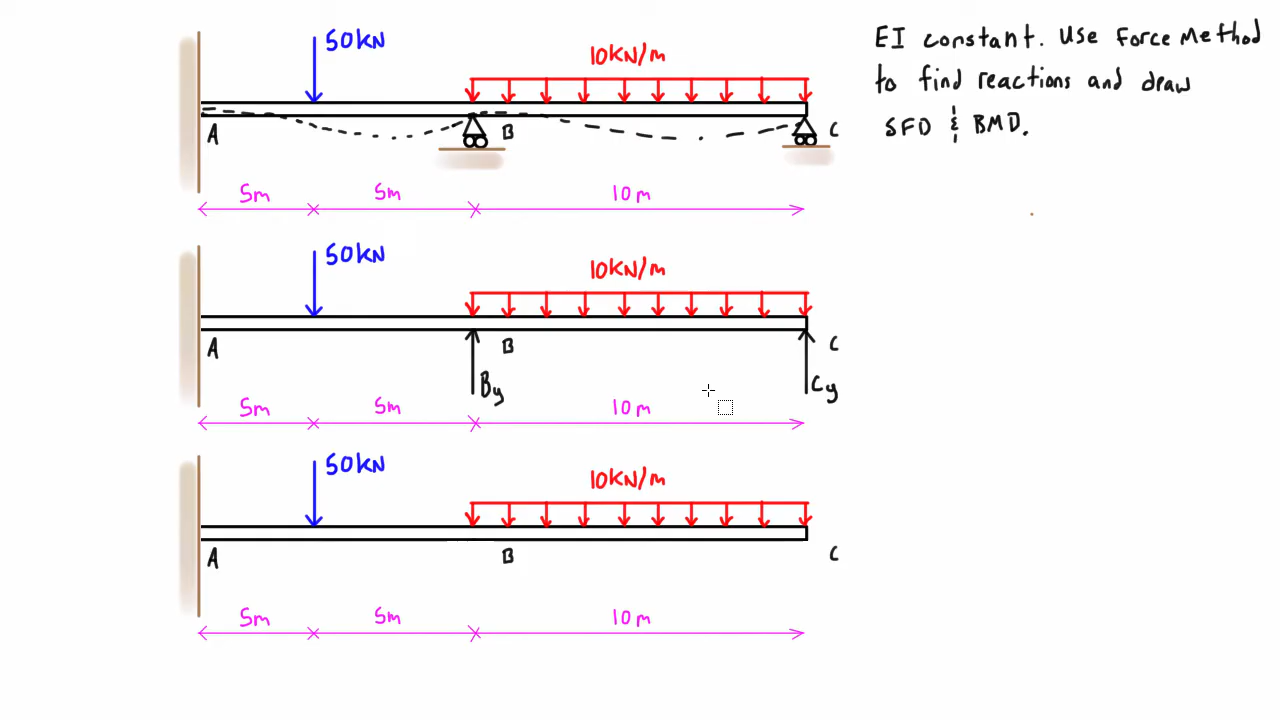 50kN
10kN/m
EI constant. Use Force Method
to find reactions and draw
SFD & BMD.
A
B
C
5m
5m
10m
50kN
10kN/m
A
B
C
By
Cy
5m
5m
10m
50kN
10kN/m
A
B
C
5m
5m
10m